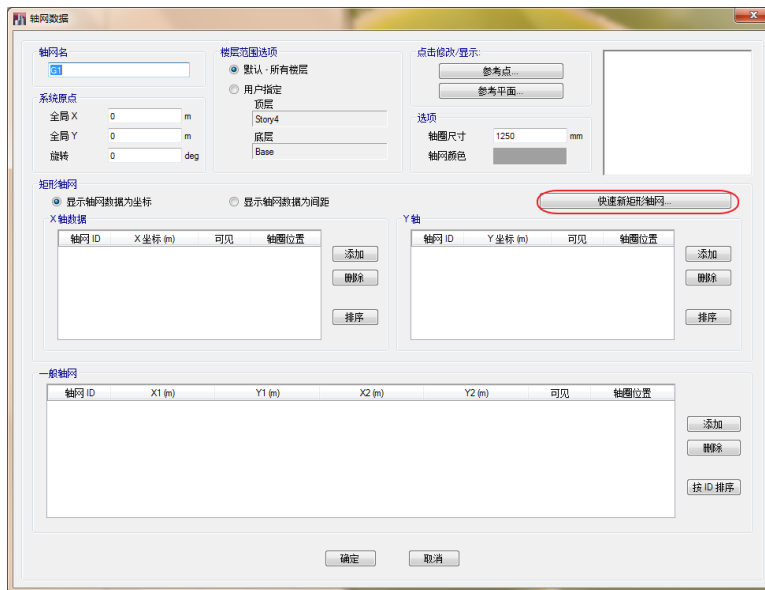 轴网数据
轴网名
G1
系统原点
全局 X 0 m
全局 Y 0 m
旋转 0 deg
楼层范围选项
默认 - 所有楼层
用户指定
顶层
Story4
底层
Base
点击修改/显示:
参考点...
参考平面...
选项
轴圈尺寸 1250 mm
轴网颜色
矩形轴网
显示轴网数据为坐标 显示轴网数据为间距
快速新矩形轴网...
X 轴数据
轴网 ID X 坐标 (m) 可见 轴圈位置
添加
删除
排序
Y 轴
轴网 ID Y 坐标 (m) 可见 轴圈位置
添加
删除
排序
一般轴网
轴网 ID X1 (m) Y1 (m) X2 (m) Y2 (m) 可见 轴圈位置
添加
删除
按 ID 排序
确定 取消